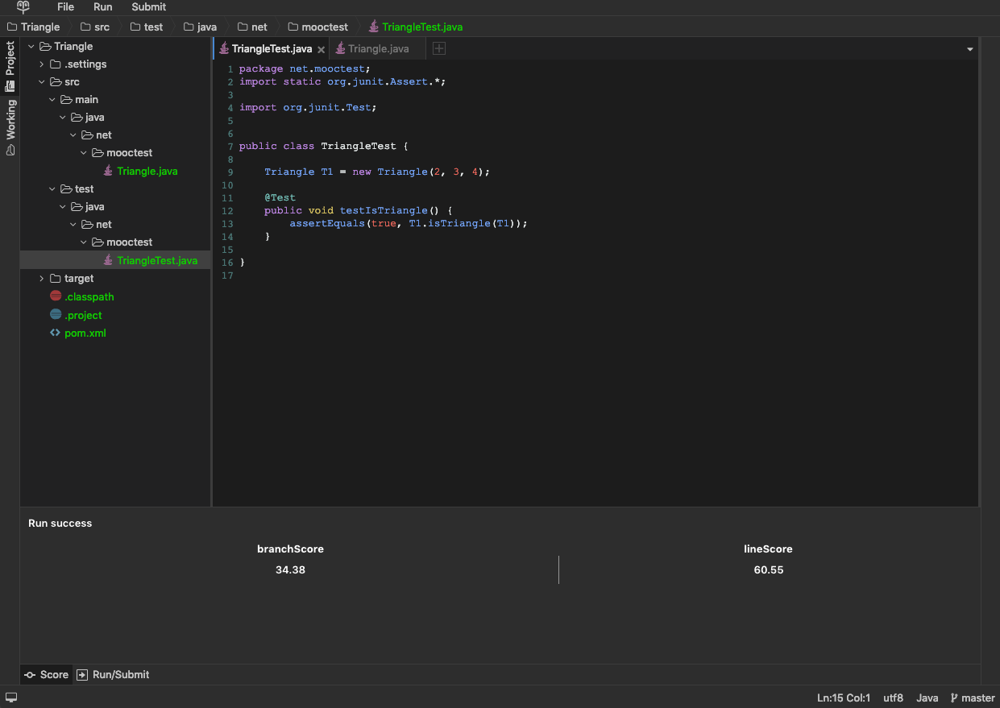 File Run Submit
Triangle src test java net mooctest TriangleTest.java
Project
Working
Triangle
.settings
src
main
java
net
mooctest
Triangle.java
test
java
net
mooctest
TriangleTest.java
target
.classpath
.project
pom.xml
TriangleTest.java Triangle.java
1 package net.mooctest;
2 import static org.junit.Assert.*;
3
4 import org.junit.Test;
5
6
7 public class TriangleTest {
8
9     Triangle T1 = new Triangle(2, 3, 4);
10
11     @Test
12     public void testIsTriangle() {
13         assertEquals(true, T1.isTriangle(T1));
14     }
15
16 }
17
Run success
branchScore lineScore
34.38 60.55
Score Run/Submit
Ln:15 Col:1 utf8 Java master